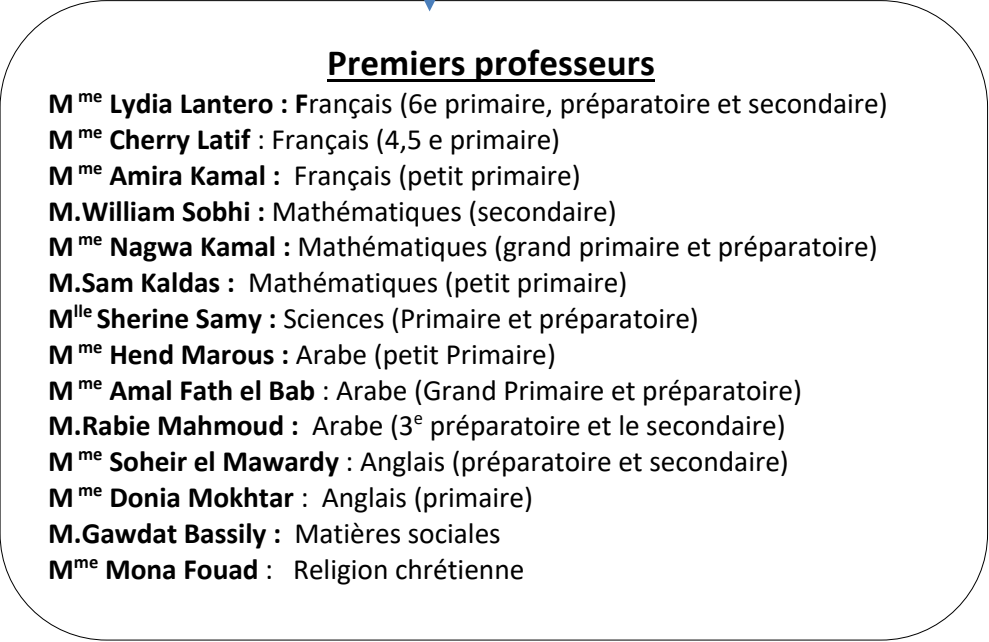 Premiers professeurs
M me Lydia Lantero : Français (6e primaire, préparatoire et secondaire)
M me Cherry Latif : Français (4,5 e primaire)
M me Amira Kamal : Français (petit primaire)
M.William Sobhi : Mathématiques (secondaire)
M me Nagwa Kamal : Mathématiques (grand primaire et préparatoire)
M.Sam Kaldas : Mathématiques (petit primaire)
Mlle Sherine Samy : Sciences (Primaire et préparatoire)
M me Hend Marous : Arabe (petit Primaire)
M me Amal Fath el Bab : Arabe (Grand Primaire et préparatoire)
M.Rabie Mahmoud : Arabe (3e préparatoire et le secondaire)
M me Soheir el Mawardy : Anglais (préparatoire et secondaire)
M me Donia Mokhtar : Anglais (primaire)
M.Gawdat Bassily : Matières sociales
Mme Mona Fouad : Religion chrétienne